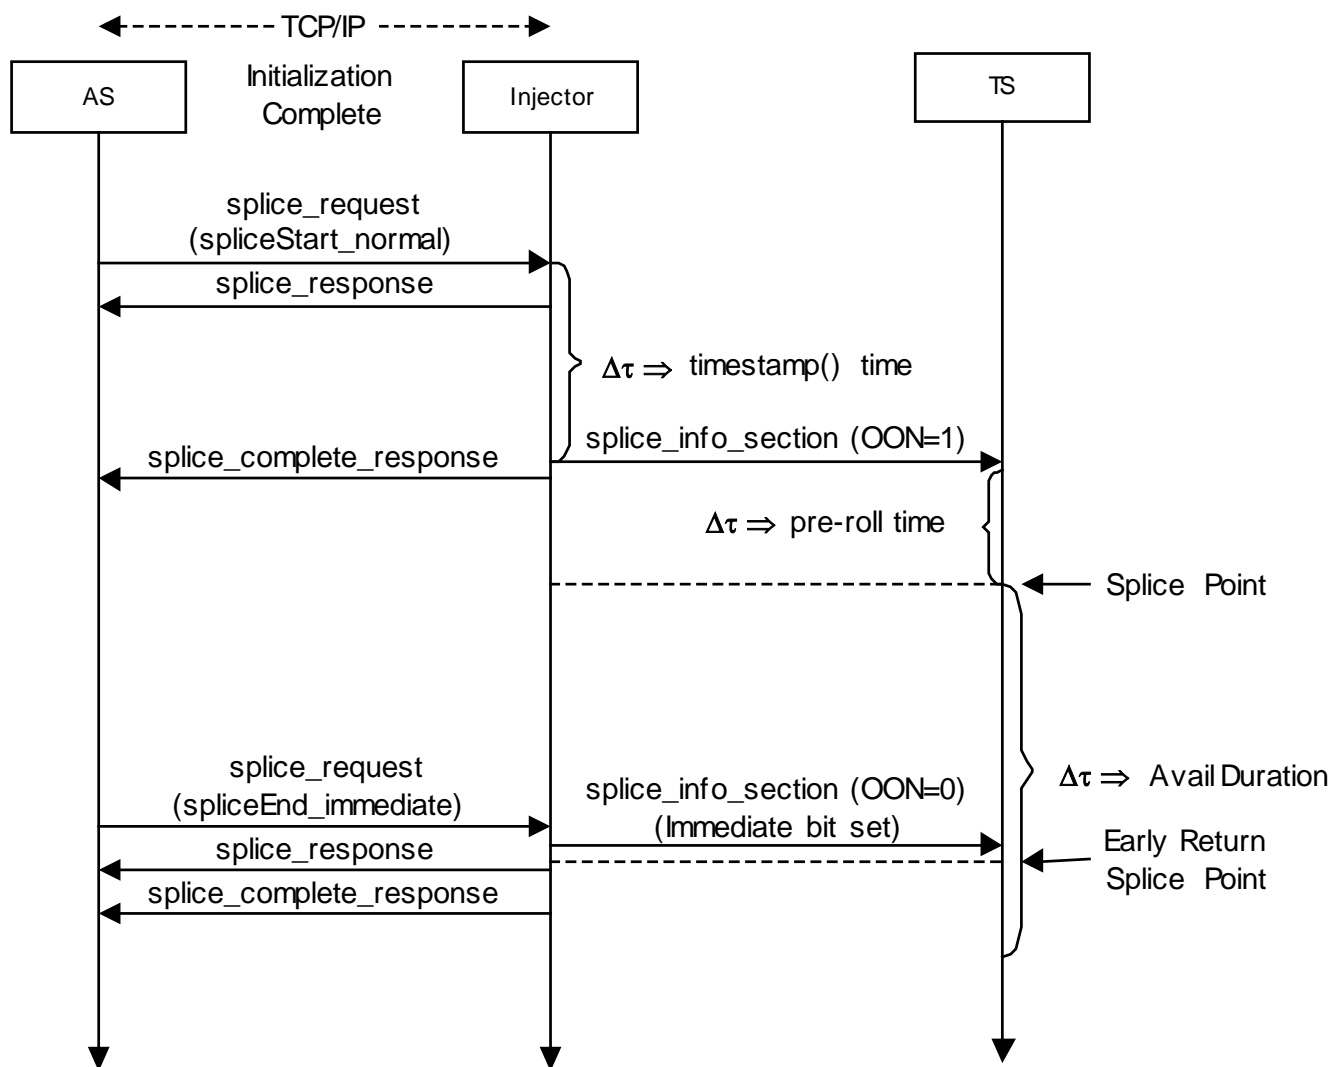 TCP/IP
AS
Initialization
Complete
Injector
TS
splice_request
(spliceStart_normal)
splice_response
Δτ ⇒ timestamp() time
splice_info_section (OON=1)
splice_complete_response
Δτ ⇒ pre-roll time
Splice Point
splice_request
(spliceEnd_immediate)
splice_info_section (OON=0)
(Immediate bit set)
Δτ ⇒ Avail Duration
splice_response
Early Return
Splice Point
splice_complete_response